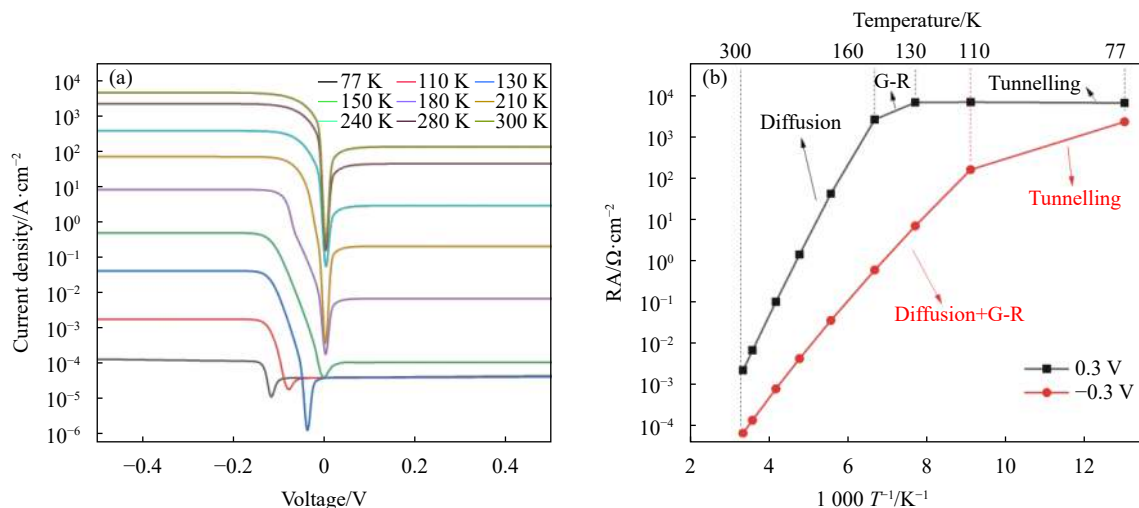 (a)
77 K 110 K 130 K
150 K 180 K 210 K
240 K 280 K 300 K
10⁴
10³
10²
10¹
10⁰
10⁻¹
10⁻²
10⁻³
10⁻⁴
10⁻⁵
10⁻⁶
Current density/A·cm⁻²
−0.4 −0.2 0 0.2 0.4
Voltage/V
Temperature/K
300 160 130 110 77
(b)
G-R
Tunnelling
Diffusion
Tunnelling
Diffusion+G-R
0.3 V
−0.3 V
10⁴
10³
10²
10¹
10⁰
10⁻¹
10⁻²
10⁻³
10⁻⁴
RA/Ω·cm⁻²
2 4 6 8 10 12
1 000 T⁻¹/K⁻¹